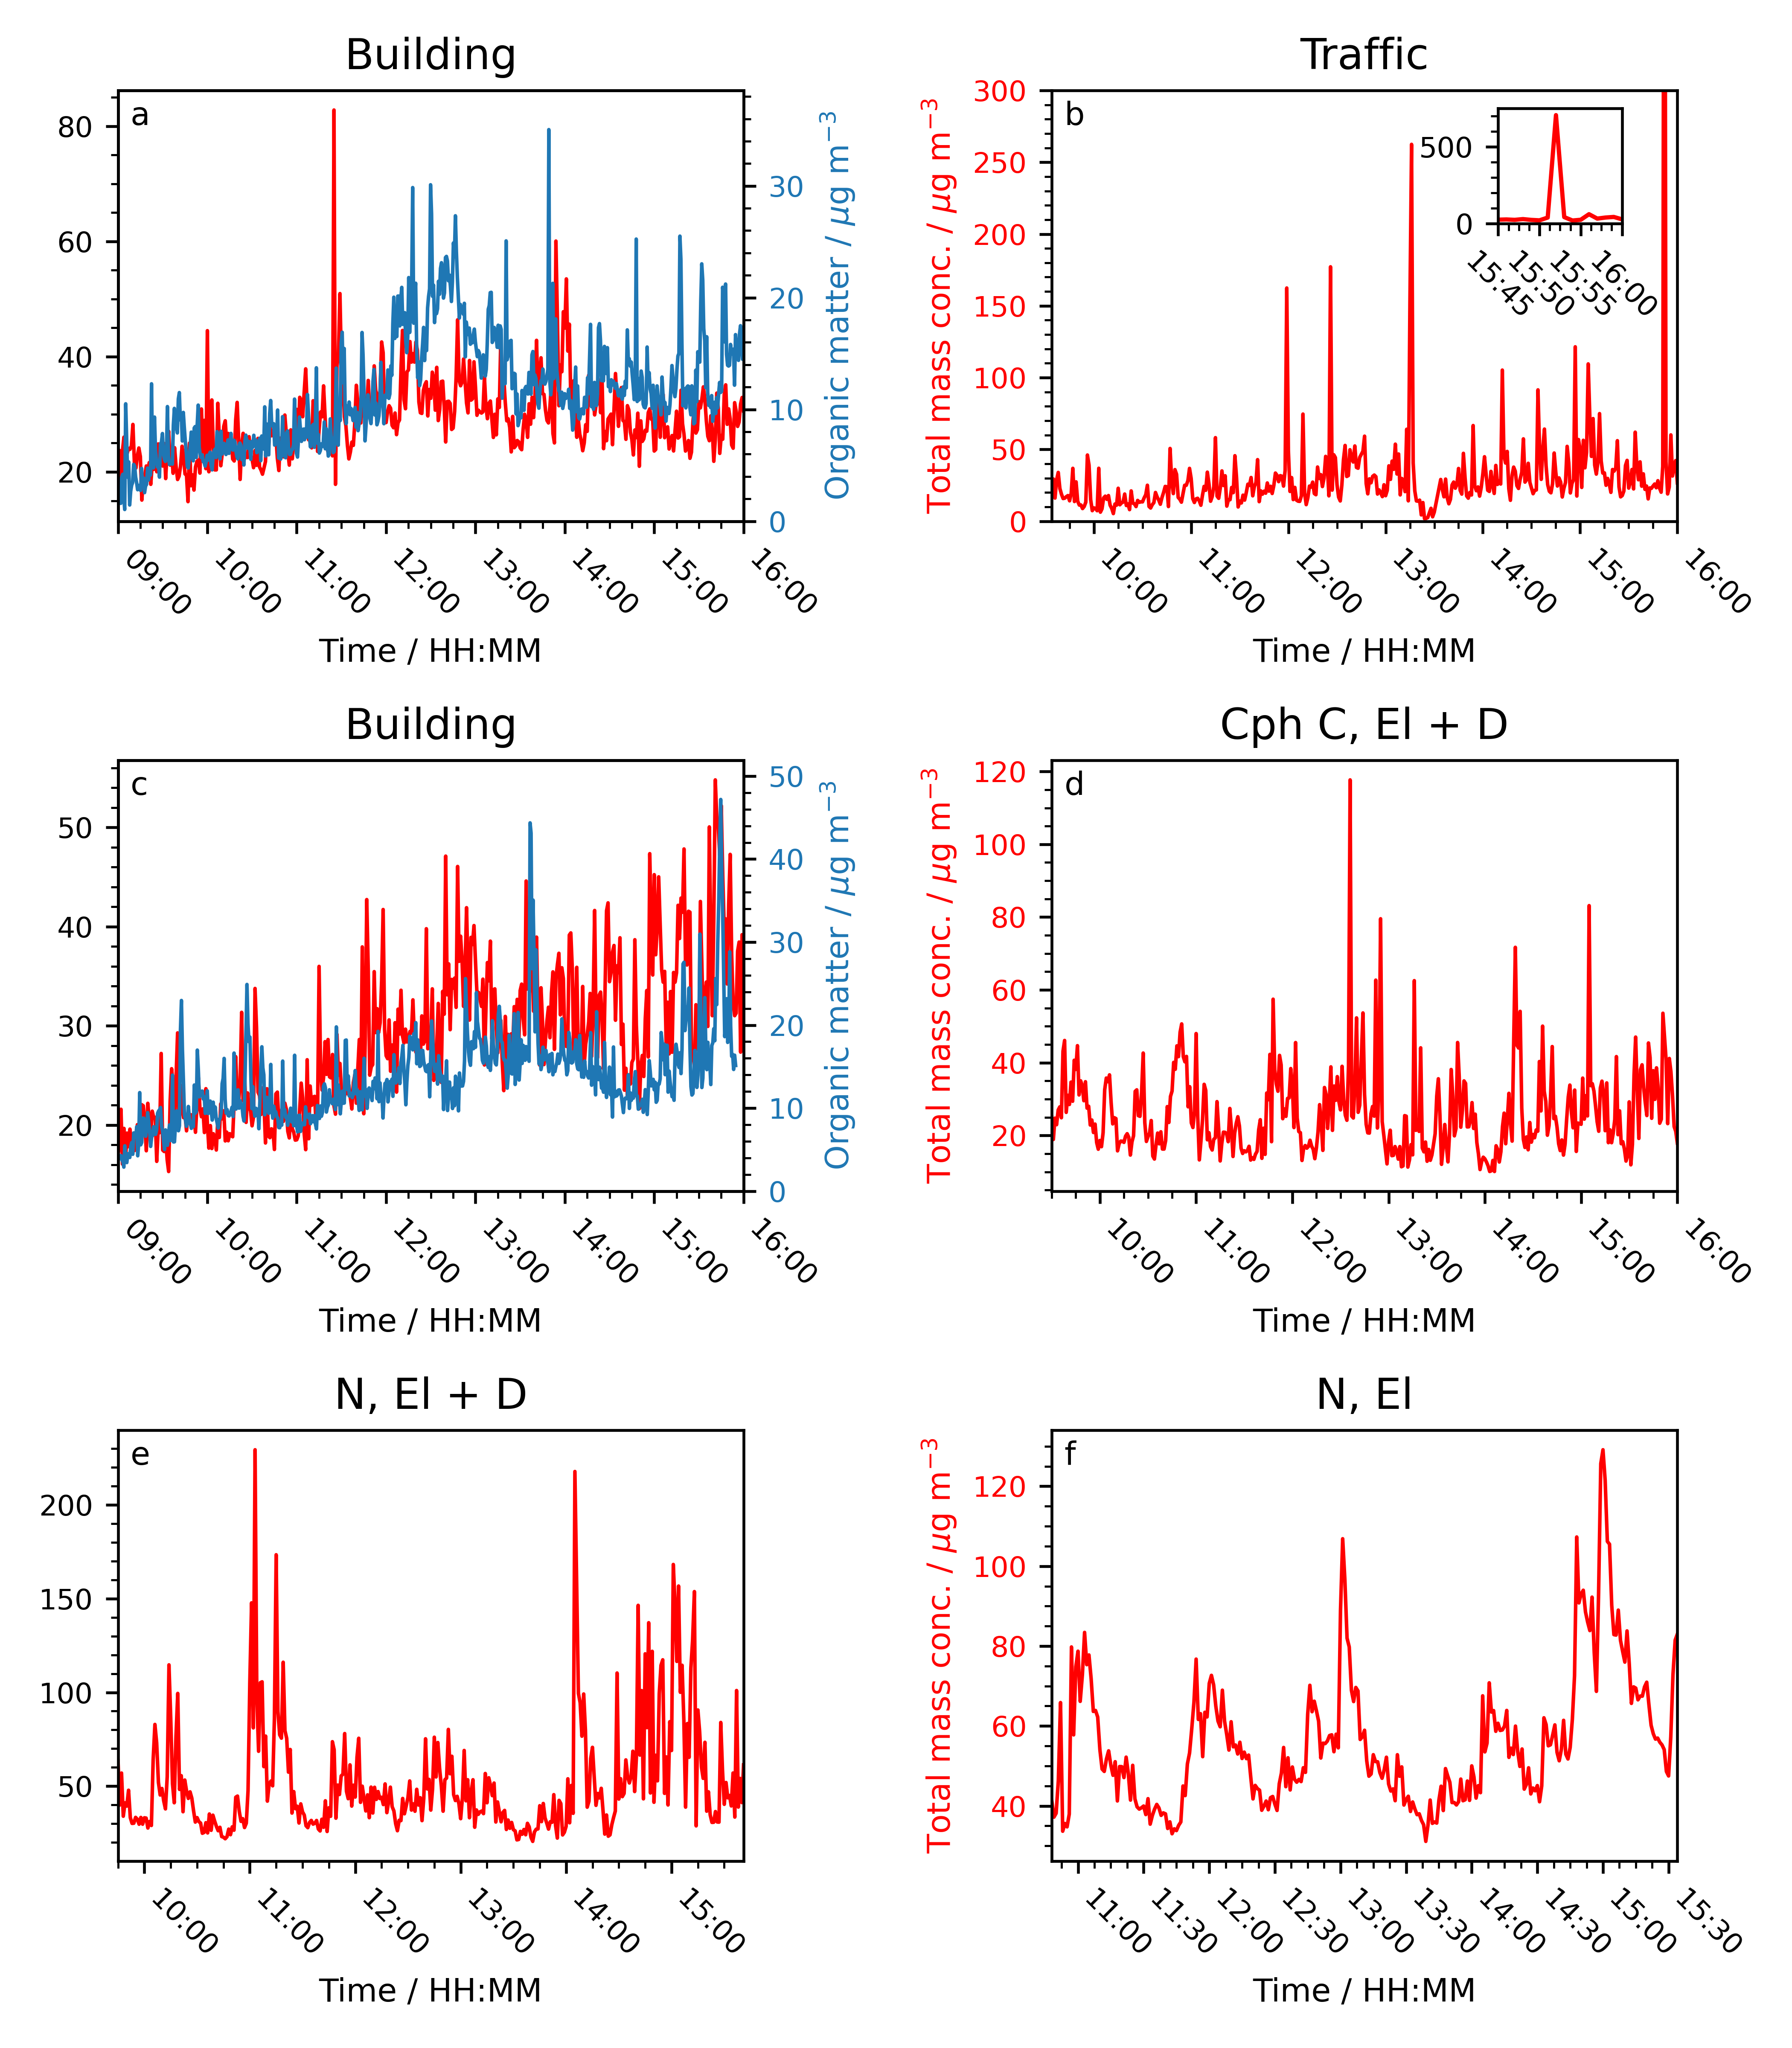 Building
a
80
60
40
20
30
20
10
0
Organic matter / μg m⁻³
09:00 10:00 11:00 12:00 13:00 14:00 15:00 16:00
Time / HH:MM
Traffic
b
Total mass conc. / μg m⁻³
300
250
200
150
100
50
0
500
0
15:45 15:50 15:55 16:00
10:00 11:00 12:00 13:00 14:00 15:00 16:00
Time / HH:MM
Building
c
50
40
30
20
50
40
30
20
10
0
Organic matter / μg m⁻³
09:00 10:00 11:00 12:00 13:00 14:00 15:00 16:00
Time / HH:MM
Cph C, El + D
d
Total mass conc. / μg m⁻³
120
100
80
60
40
20
10:00 11:00 12:00 13:00 14:00 15:00 16:00
Time / HH:MM
N, El + D
e
200
150
100
50
10:00 11:00 12:00 13:00 14:00 15:00
Time / HH:MM
N, El
f
Total mass conc. / μg m⁻³
120
100
80
60
40
11:00 11:30 12:00 12:30 13:00 13:30 14:00 14:30 15:00 15:30
Time / HH:MM